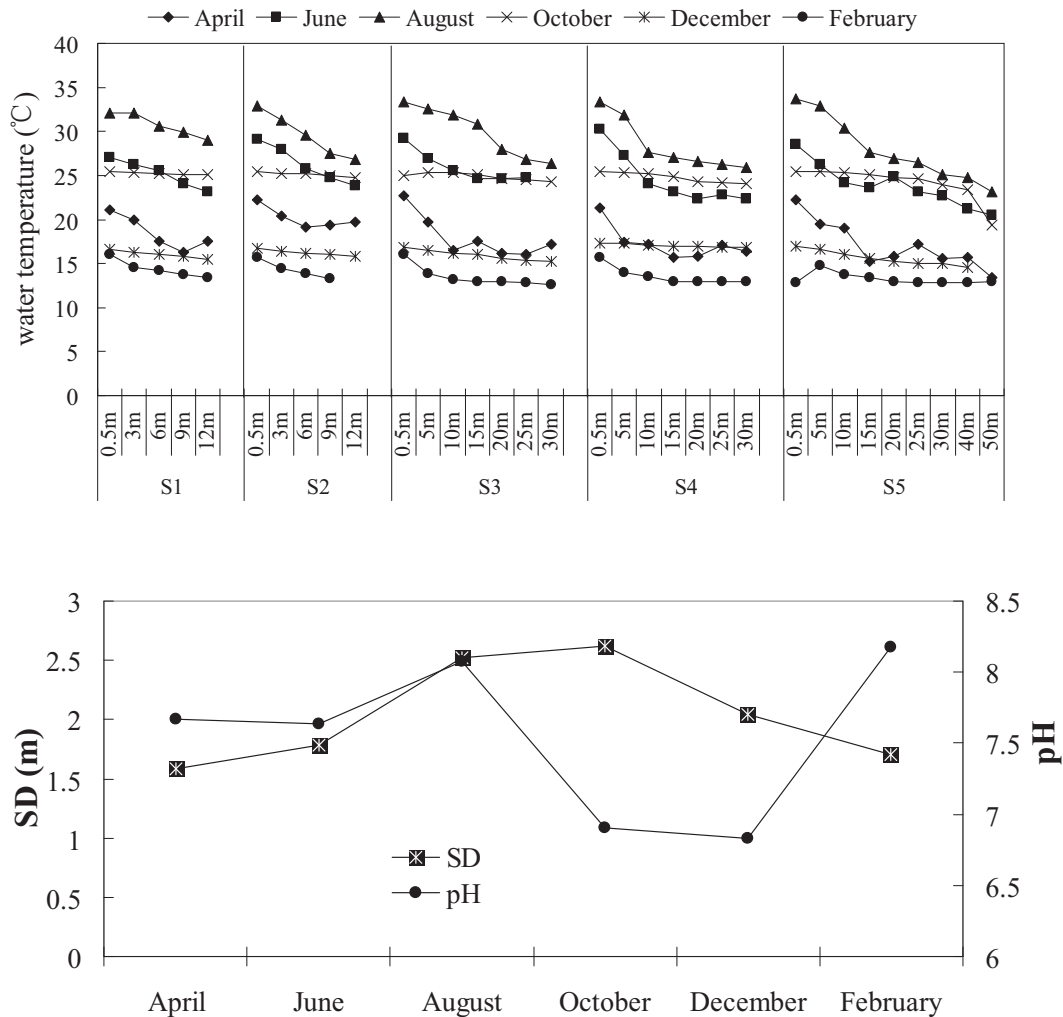 April June August October December February
water temperature (℃)
40
35
30
25
20
15
10
5
0
0.5m 3m 6m 9m 12m 0.5m 3m 6m 9m 12m 0.5m 5m 10m 15m 20m 25m 30m 0.5m 5m 10m 15m 20m 25m 30m 0.5m 5m 10m 15m 20m 25m 30m 40m 50m
S1 S2 S3 S4 S5
SD (m)
3
2.5
2
1.5
1
0.5
0
SD
pH
8.5
8
7.5
7
6.5
6
pH
April June August October December February